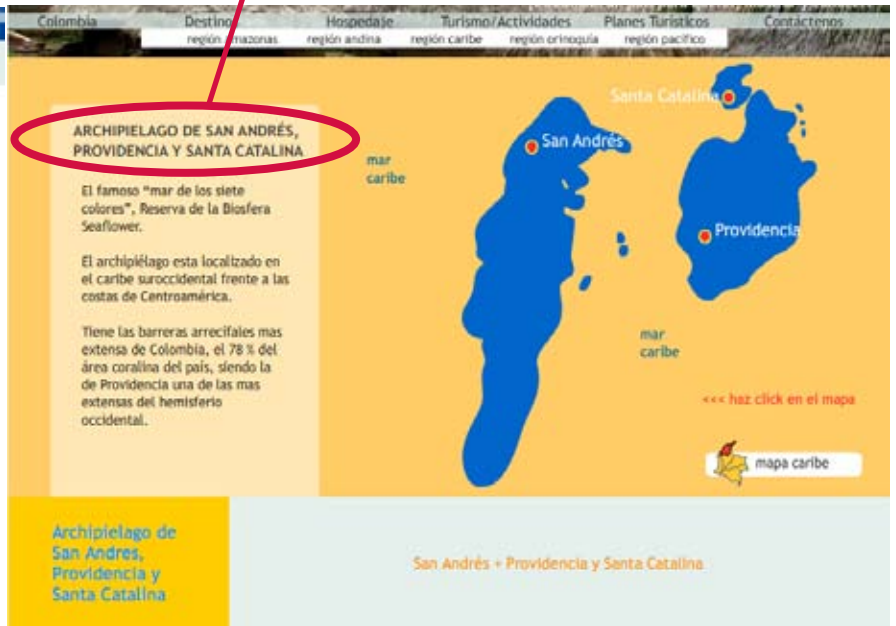 Colombia Destino Hospedaje Turismo/Actividades Planes Turísticos Contáctenos
región amazonas región andina región caribe región orinoquía región pacífico
ARCHIPIELAGO DE SAN ANDRÉS,
PROVIDENCIA Y SANTA CATALINA
El famoso “mar de los siete
colores”, Reserva de la Biosfera
Seaflower.
El archipiélago esta localizado en
el caribe suroccidental frente a las
costas de Centroamérica.
Tiene las barreras arrecifales mas
extensa de Colombia, el 78 % del
área coralina del país, siendo la
de Providencia una de las mas
extensas del hemisferio
occidental.
Santa Catalina
San Andrés
mar
caribe
Providencia
mar
caribe
<<< haz click en el mapa
mapa caribe
Archipielago de
San Andres,
Providencia y
Santa Catalina
San Andrés + Providencia y Santa Catalina